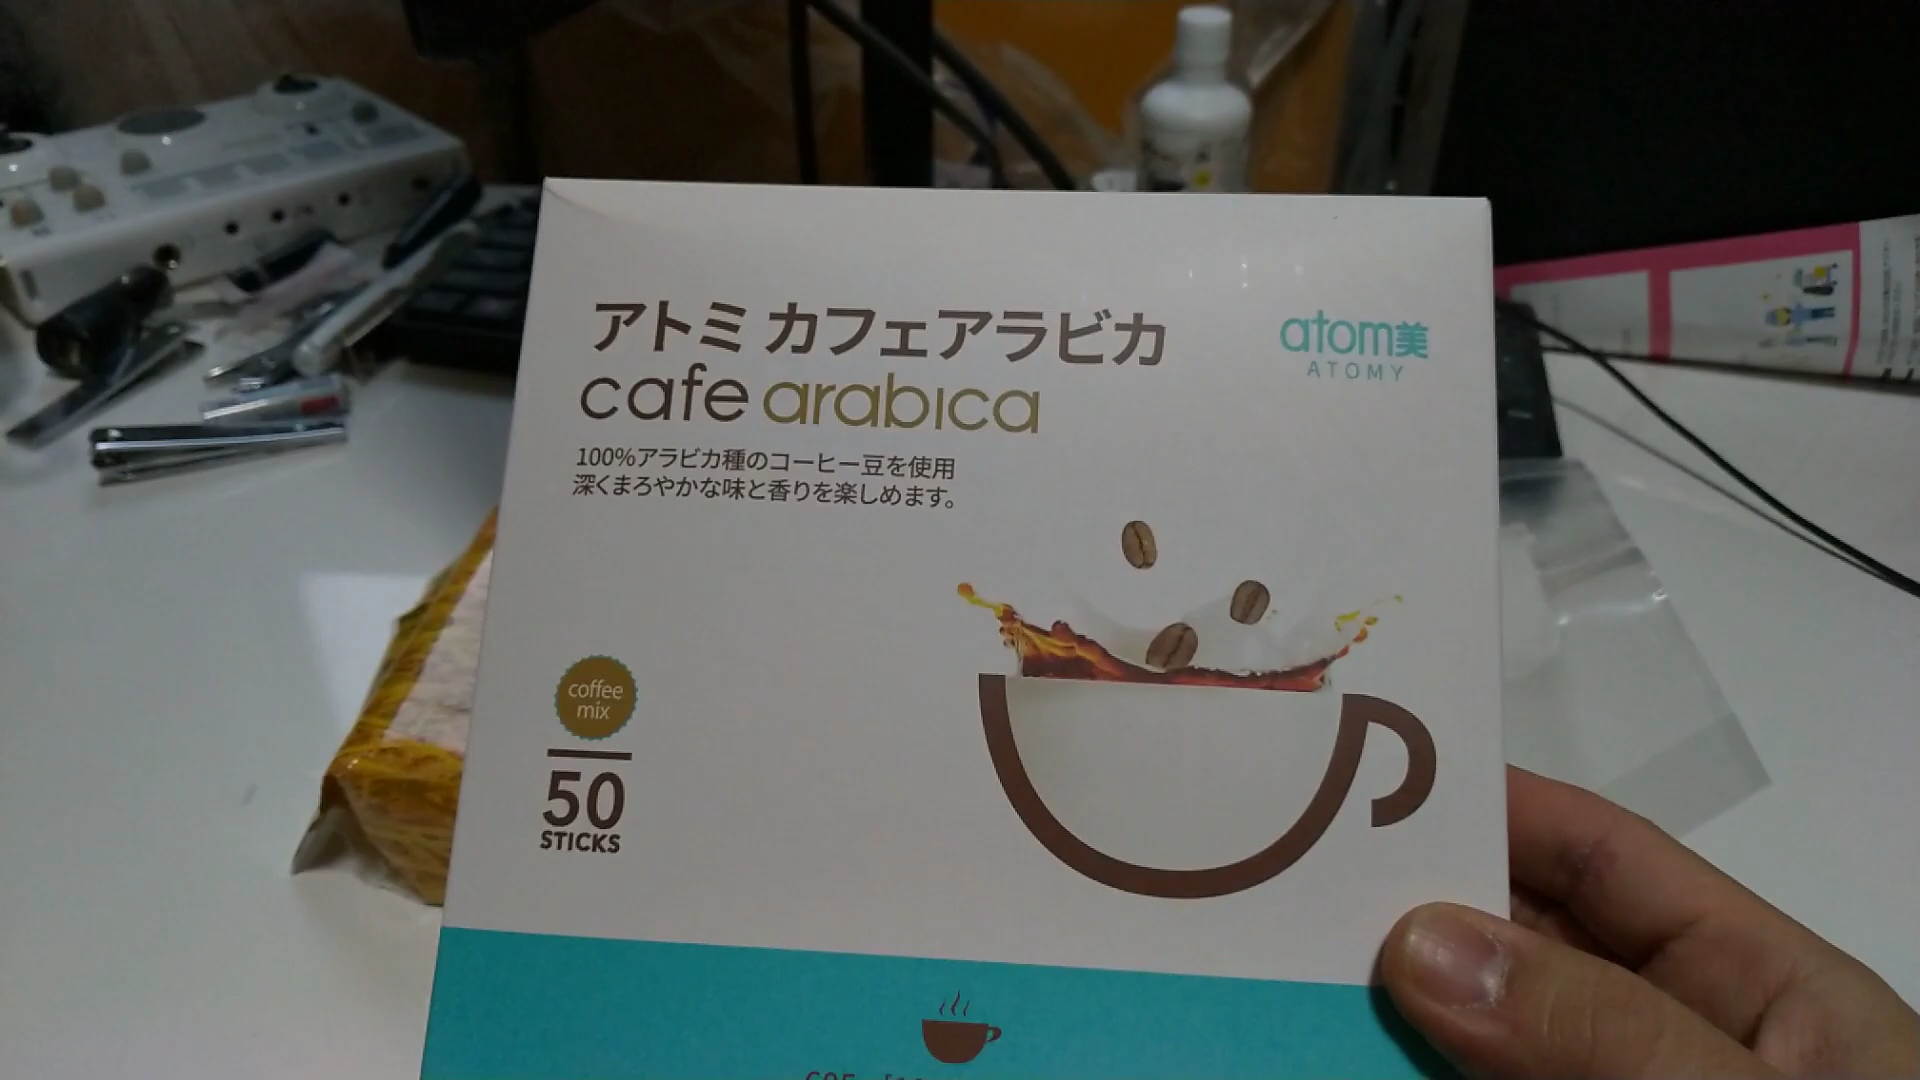 アトミ カフェアラビカ
cafe arabica
atom美
ATOMY
100%アラビカ種のコーヒー豆を使用
深くまろやかな味と香りを楽しめます。
coffee
mix
50
STICKS